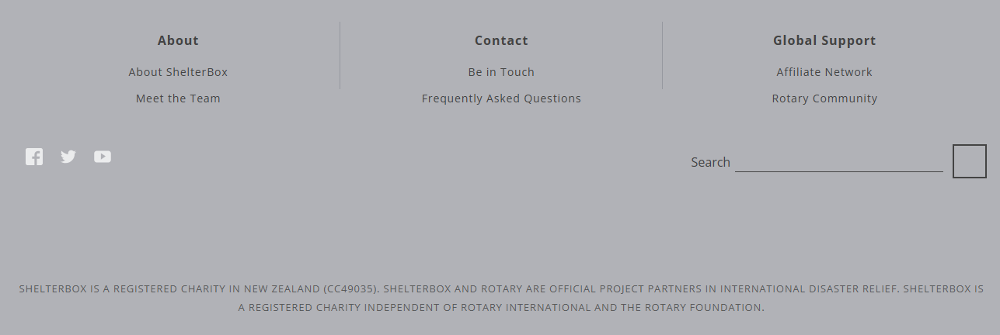 About
About ShelterBox
Meet the Team
Contact
Be in Touch
Frequently Asked Questions
Global Support
Affiliate Network
Rotary Community
Search
SHELTERBOX IS A REGISTERED CHARITY IN NEW ZEALAND (CC49035). SHELTERBOX AND ROTARY ARE OFFICIAL PROJECT PARTNERS IN INTERNATIONAL DISASTER RELIEF. SHELTERBOX IS
A REGISTERED CHARITY INDEPENDENT OF ROTARY INTERNATIONAL AND THE ROTARY FOUNDATION.